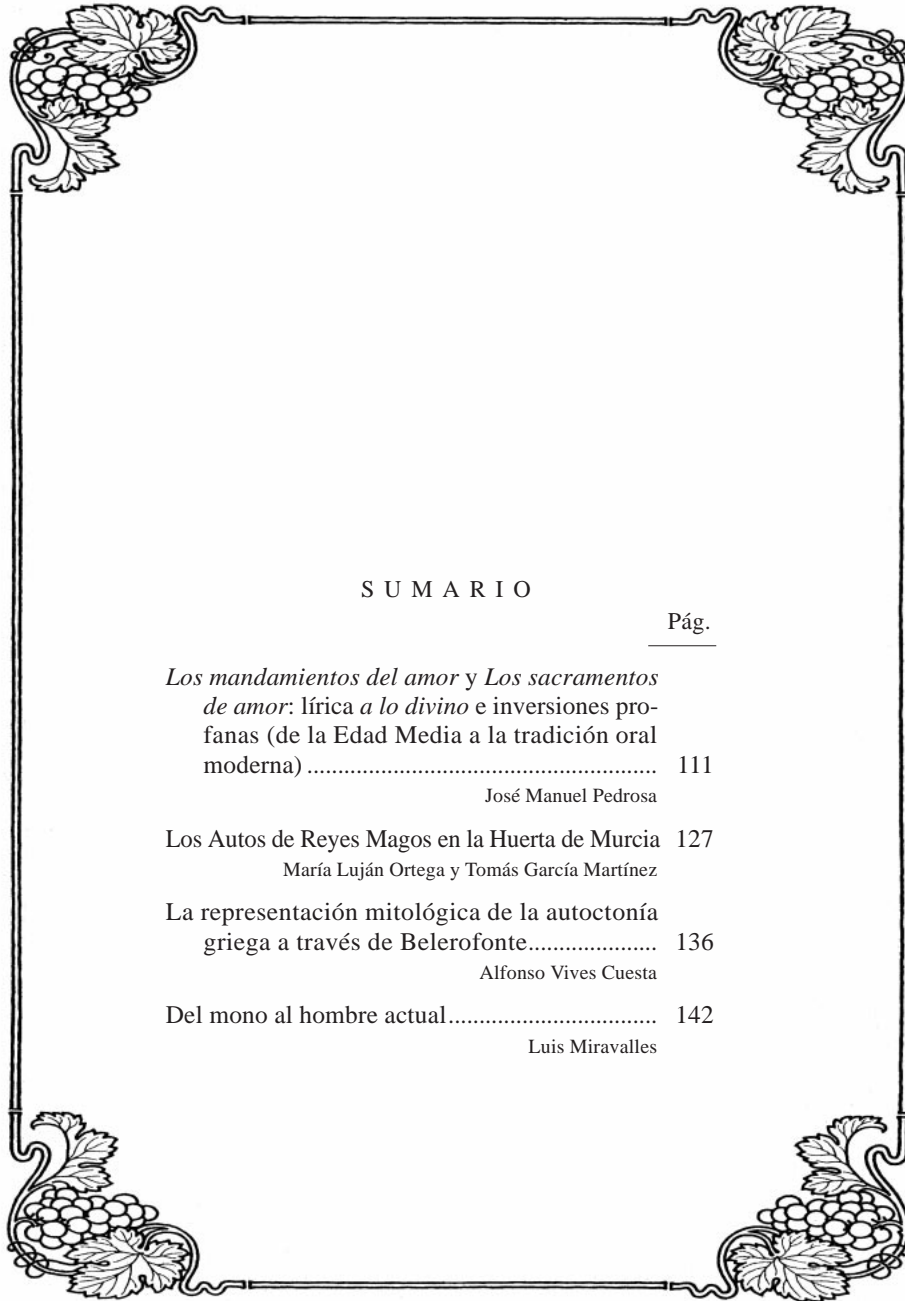 SUMARIO
Pág.
Los mandamientos del amor y Los sacramentos
de amor: lírica a lo divino e inversiones pro-
fanas (de la Edad Media a la tradición oral
moderna) ...................................................... 111
José Manuel Pedrosa
Los Autos de Reyes Magos en la Huerta de Murcia 127
María Luján Ortega y Tomás García Martínez
La representación mitológica de la autoctonía
griega a través de Belerofonte.................... 136
Alfonso Vives Cuesta
Del mono al hombre actual................................. 142
Luis Miravalles